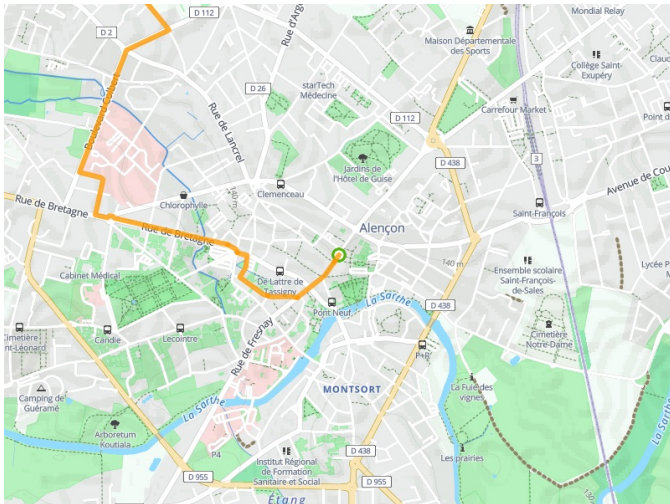 D 112
Mondial Relay
Rue d'Arg
D 2
Maison Départementale
des Sports
Collège Saint-
Exupéry
Claud
D 26
starTech
Médecine
Carrefour Market
Point d
Boulevard Colbert
D 112
Rue de Lancrel
D 438
3
Jardins de
l'Hôtel de Guise
Clemenceau
Avenue de Cou
140 m
Rue de Bretagne
Chlorophylle
Saint-François
Rue de Bretagne
Alençon
140 m
Lycée P
Cabinet Médical
De Lattre de
Tassigny
Ensemble scolaire
Saint-François-
de-Sales
Pont Neuf
La Sarthe
D 438
Cimetière
nt-Léonard
Candie
Lecointre
Rue de Fresnay
P+R
Cimetière
Notre-Dame
MONTSORT
Camping de
Guéramé
La Sarthe
La Fuie des
vignes
Arboretum
Koutiala
P4
D 438
Les prairies
Institut Régional
de Formation
Sanitaire et Social
D 955
D 955
Étang
130